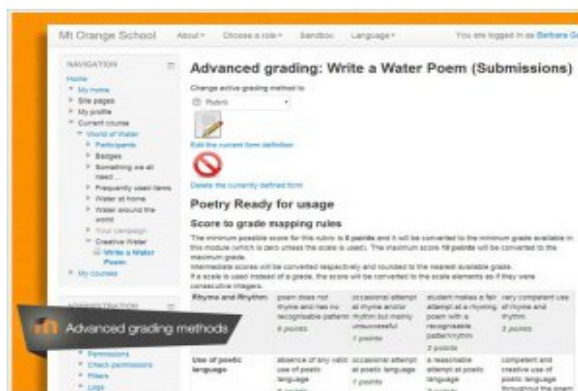 Mt Orange School
About
Choose a role
Sandbox
Language
You are logged in as Barbara
NAVIGATION
Home
My home
Site pages
My profile
Current course
World of Water
Participants
Badges
Something we all need ...
Frequently used items
Water at home
Water around the world
Your campaign
Creative Water
Write a Water Poem
My courses
ADMINISTRATION
Permissions
Check permissions
Filters
Logs
Advanced grading: Write a Water Poem (Submissions)
Change active grading method to
Rubric
Edit the current form definition
Delete the currently defined form
Poetry Ready for usage
Score to grade mapping rules
The minimum possible score for this rubric is 0 points and it will be converted to the minimum grade available in
this module (which is zero unless the scale is used). The maximum score 10 points will be converted to the
maximum grade.
Intermediate scores will be converted respectively and rounded to the nearest available grade.
If a scale is used instead of a grade, the score will be converted to the scale elements as if they were
consecutive integers.
Rhyme and Rhythm
poem does not rhyme and has no recognisable pattern
0 points
occasional attempt at rhyme and/or rhythm but mainly unsuccessful
1 points
student makes a fair attempt at a rhyming poem with a recognisable pattern/rhythm
2 points
very competent use of rhyme and rhythm.
3 points
Use of poetic language
absence of any valid use of poetic language
occasional attempt at poetic language
1 points
a reasonable attempt at poetic language
competent and creative use of poetic language throughout the poem
Advanced grading methods